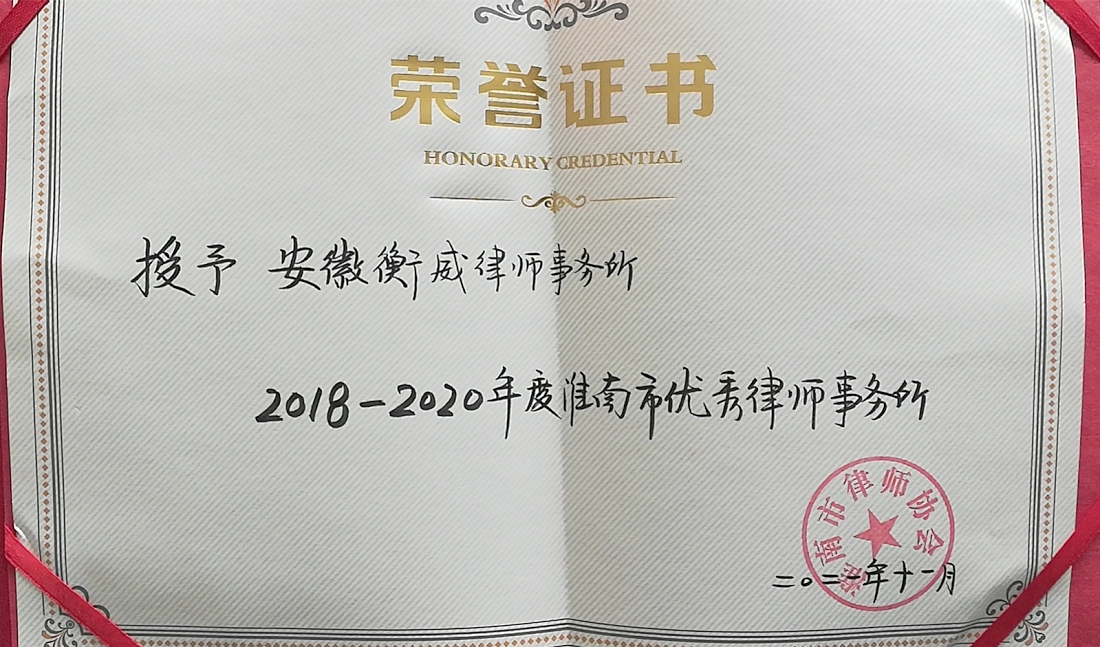 荣誉证书
HONORARY CREDENTIAL
授予 安徽衡威律师事务所
2018-2020年度淮南市优秀律师事务所
淮南市律师协会
二〇二一年十一月